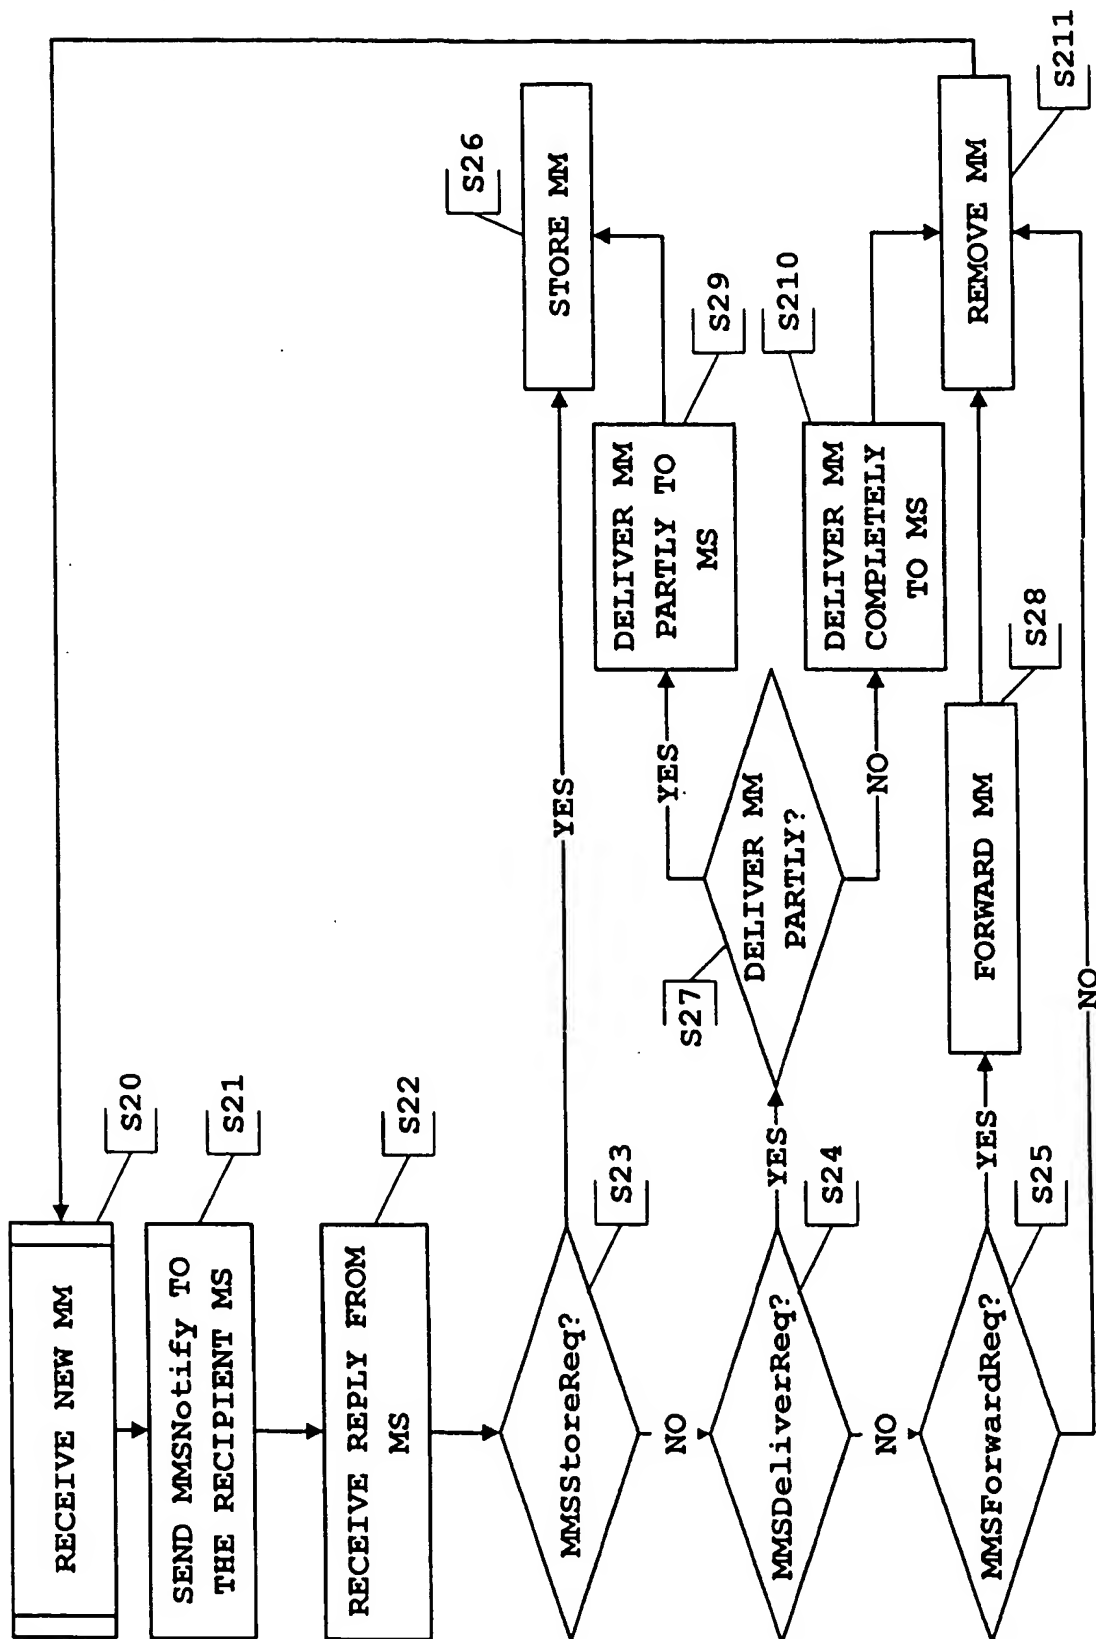 RECEIVE NEW MM
S20
SEND MMSNotify TO
THE RECIPIENT MS
S21
RECEIVE REPLY FROM
MS
S22
MMSStoreReq?
S23
YES
NO
STORE MM
S26
MMSDeliverReq?
S24
YES
NO
DELIVER MM
PARTLY?
S27
YES
NO
DELIVER MM
PARTLY TO
MS
S29
DELIVER MM
COMPLETELY
TO MS
S210
MMSForwardReq?
S25
YES
NO
FORWARD MM
S28
REMOVE MM
S211